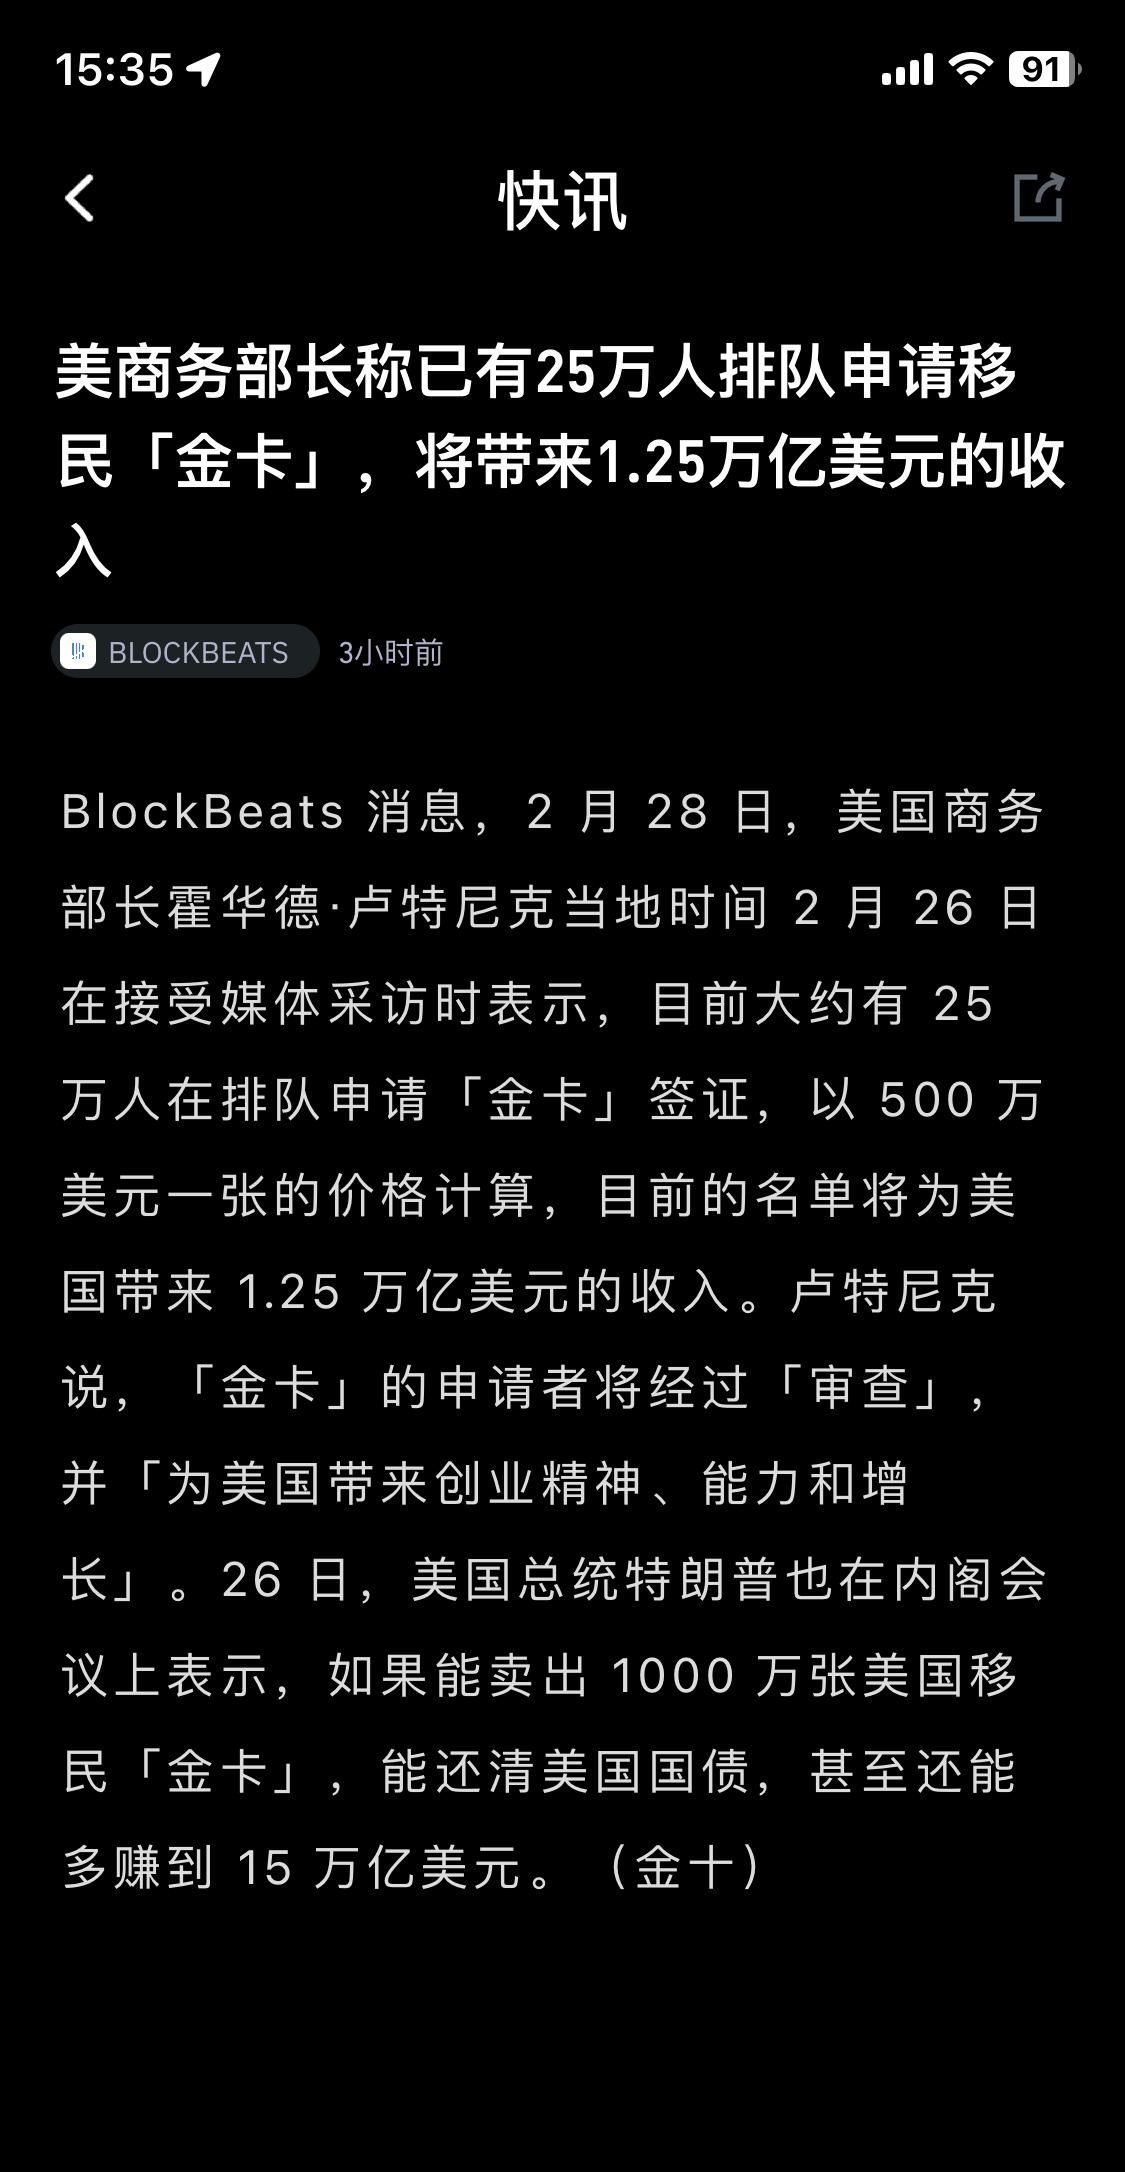 15:35
91
快讯
美商务部长称已有25万人排队申请移
民「金卡」，将带来1.25万亿美元的收
入
BLOCKBEATS 3小时前
BlockBeats 消息，2 月 28 日，美国商务
部长霍华德·卢特尼克当地时间 2 月 26 日
在接受媒体采访时表示，目前大约有 25
万人在排队申请「金卡」签证，以 500 万
美元一张的价格计算，目前的名单将为美
国带来 1.25 万亿美元的收入。卢特尼克
说，「金卡」的申请者将经过「审查」，
并「为美国带来创业精神、能力和增
长」。26 日，美国总统特朗普也在内阁会
议上表示，如果能卖出 1000 万张美国移
民「金卡」，能还清美国国债，甚至还能
多赚到 15 万亿美元。（金十）